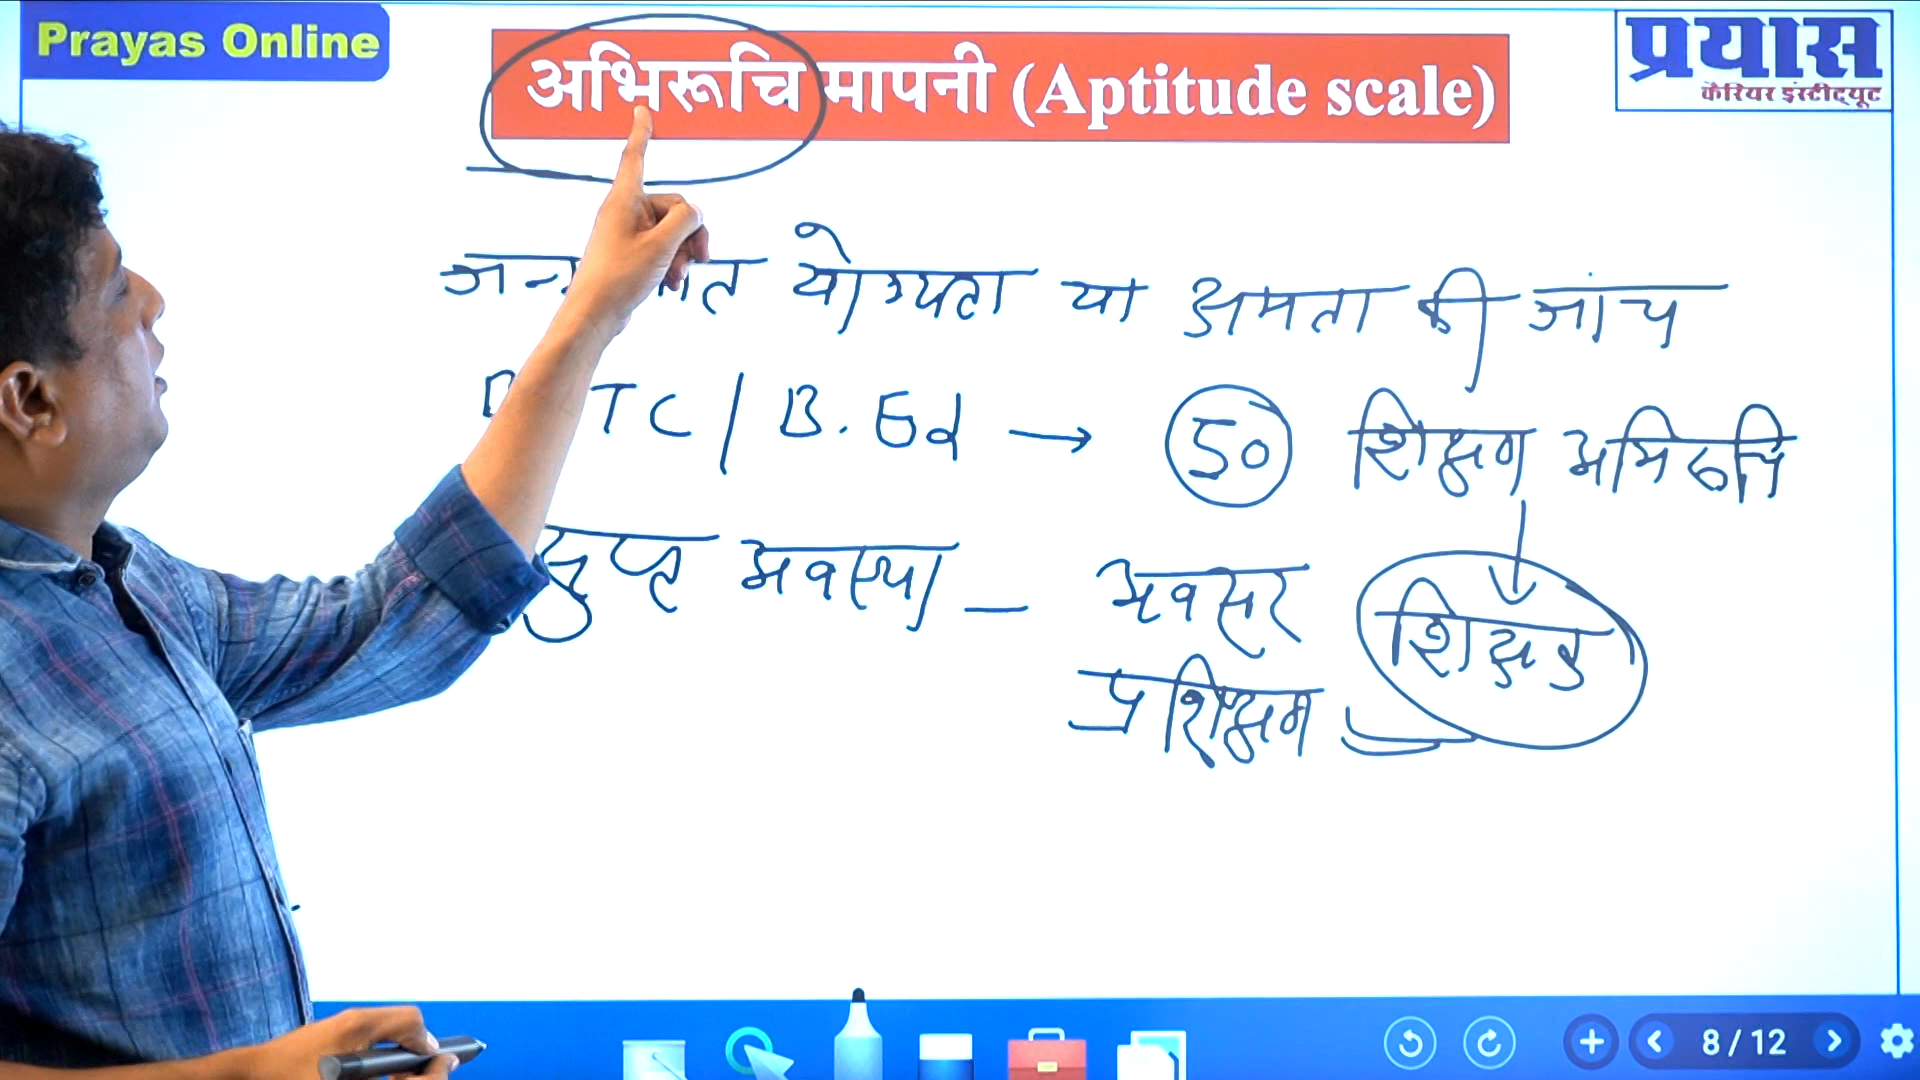 Prayas Online
अभिरूचि मापनी (Aptitude scale)
प्रयास
कैरियर इंस्टीट्यूट
योग्यता या क्षमता की जांच
TC / B. Ed → 50 शिक्षण अभिरुचि
सुप्त अवस्था - अवसर शिक्षक
प्रशिक्षण
8 / 12